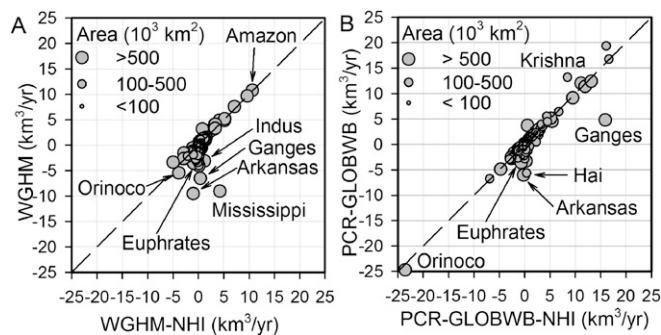 A
Area (10³ km²)
>500
100-500
<100
Amazon
Indus
Ganges
Arkansas
Mississippi
Orinoco
Euphrates
WGHM (km³/yr)
25
20
15
10
5
0
-5
-10
-15
-20
-25
-25-20-15-10 -5 0 5 10 15 20 25
WGHM-NHI (km³/yr)
B
Area (10³ km²)
> 500
100-500
< 100
Krishna
Ganges
Hai
Arkansas
Euphrates
Orinoco
PCR-GLOBWB (km³/yr)
25
20
15
10
5
0
-5
-10
-15
-20
-25
-25-20-15-10 -5 0 5 10 15 20 25
PCR-GLOBWB-NHI (km³/yr)